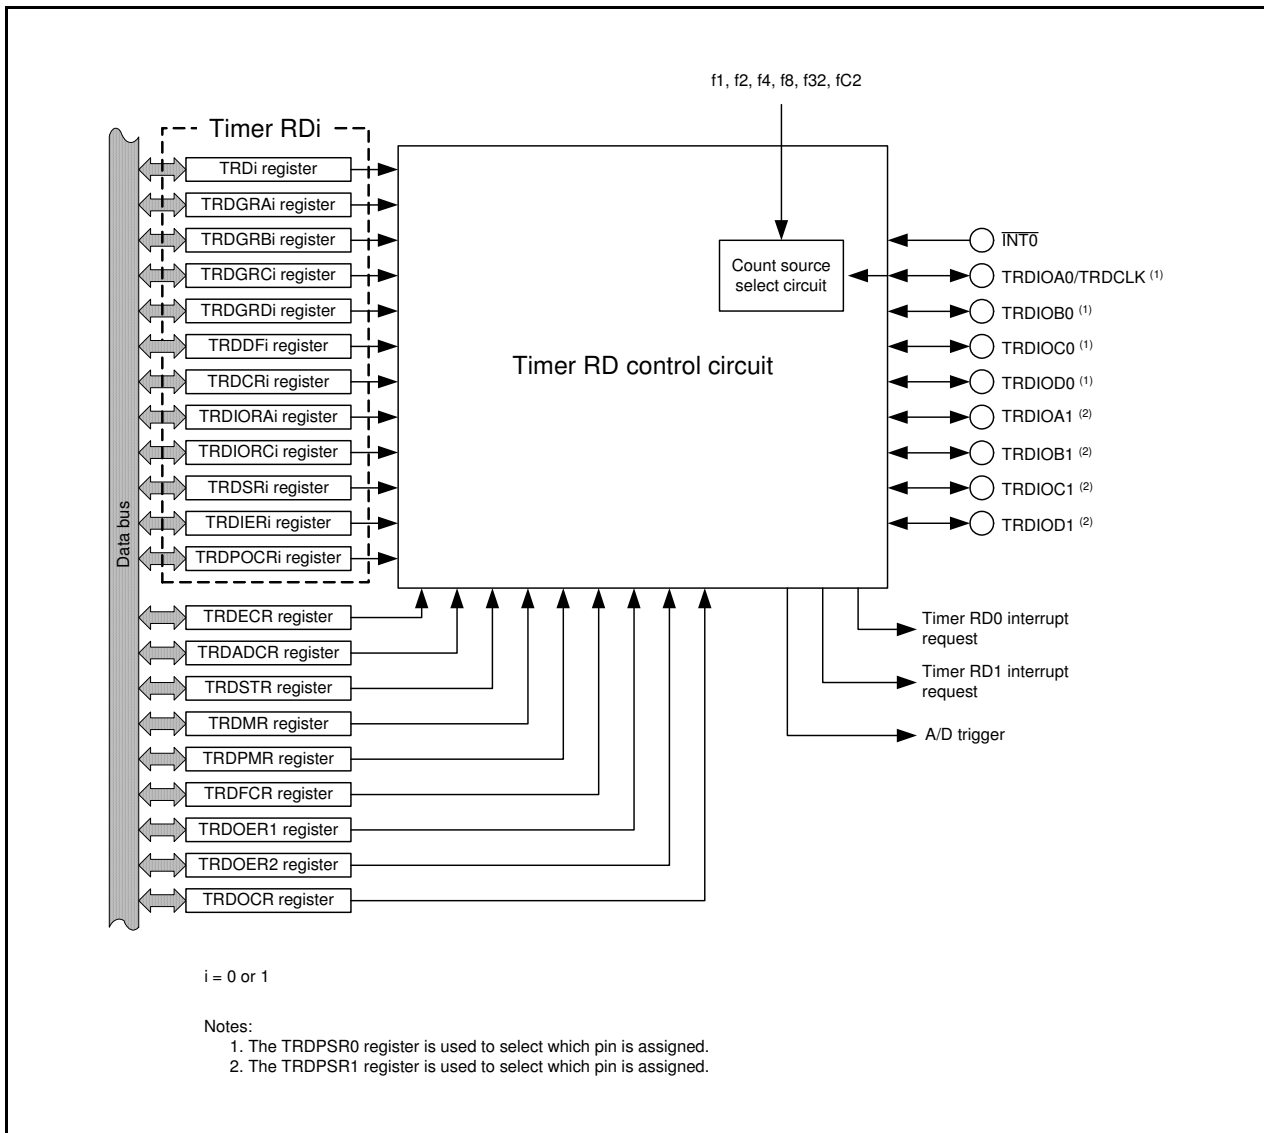 f1, f2, f4, f8, f32, fC2
Timer RDi
TRDi register
TRDGRAi register
TRDGRBi register
TRDGRCi register
TRDGRDi register
TRDDFi register
TRDCRi register
TRDIORAi register
TRDIORCi register
TRDSRi register
TRDIERi register
TRDPOCRi register
Data bus
TRDECR register
TRDADCR register
TRDSTR register
TRDMR register
TRDPMR register
TRDFCR register
TRDOER1 register
TRDOER2 register
TRDOCR register
Count source
select circuit
Timer RD control circuit
INT0
TRDIOA0/TRDCLK (1)
TRDIOB0 (1)
TRDIOC0 (1)
TRDIOD0 (1)
TRDIOA1 (2)
TRDIOB1 (2)
TRDIOC1 (2)
TRDIOD1 (2)
Timer RD0 interrupt
request
Timer RD1 interrupt
request
A/D trigger
i = 0 or 1
Notes:
1. The TRDPSR0 register is used to select which pin is assigned.
2. The TRDPSR1 register is used to select which pin is assigned.